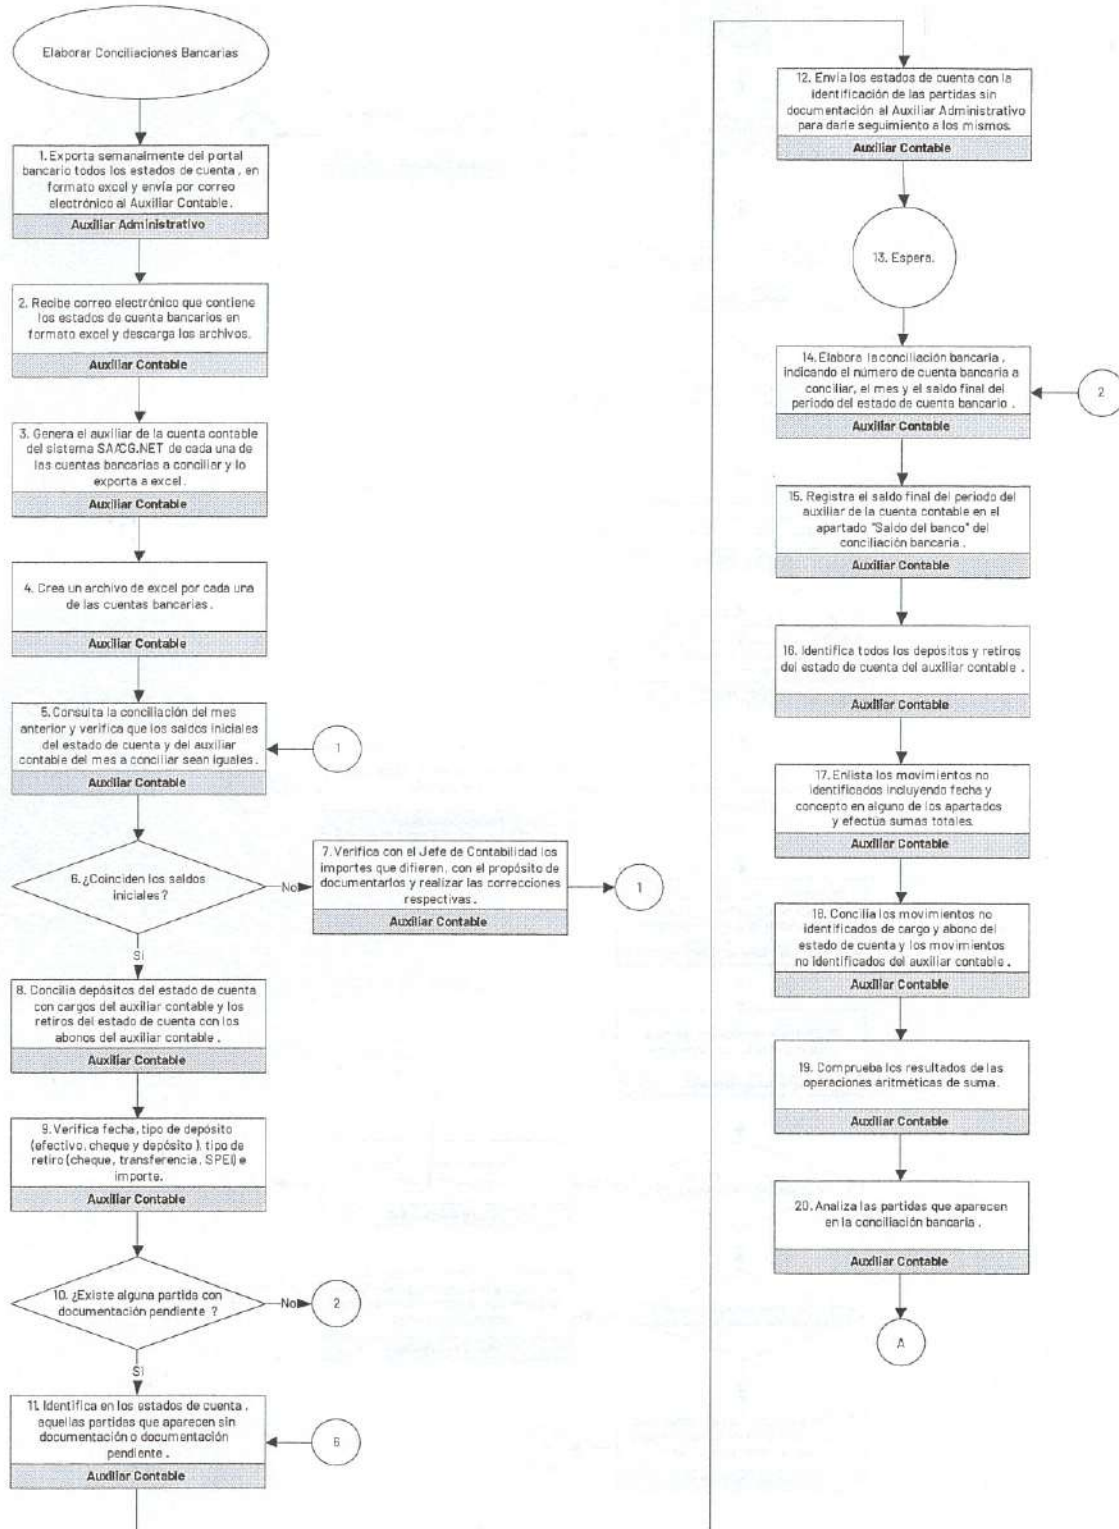 Elaborar Conciliaciones Bancarias
1. Exporta semanalmente del portal
bancario todos los estados de cuenta , en
formato excel y envía por correo
electrónico al Auxiliar Contable .
Auxiliar Administrativo
2. Recibe correo electrónico que contiene
los estados de cuenta bancarios en
formato excel y descarga los archivos.
Auxiliar Contable
3. Genera el auxiliar de la cuenta contable
del sistema SA/CG.NET de cada una de
las cuentas bancarias a conciliar y lo
exporta a excel .
Auxiliar Contable
4. Crea un archivo de excel por cada una
de las cuentas bancarias .
Auxiliar Contable
5. Consulta la conciliación del mes
anterior y verifica que los saldos iniciales
del estado de cuenta y del auxiliar
contable del mes a conciliar sean iguales .
Auxiliar Contable
1
6. ¿Coinciden los saldos
iniciales ?
No
7. Verifica con el Jefe de Contabilidad los
importes que difieren, con el propósito de
documentarlos y realizar las correcciones
respectivas .
Auxiliar Contable
1
Sí
8. Concilia depósitos del estado de cuenta
con cargos del auxiliar contable y los
retiros del estado de cuenta con los
abonos del auxiliar contable .
Auxiliar Contable
9. Verifica fecha, tipo de depósito
(efectivo, cheque y depósito ), tipo de
retiro (cheque, transferencia, SPEI) e
importe.
Auxiliar Contable
10. ¿Existe alguna partida con
documentación pendiente ?
No
2
Sí
11. Identifica en los estados de cuenta ,
aquellas partidas que aparecen sin
documentación o documentación
pendiente .
Auxiliar Contable
6
12. Envía los estados de cuenta con la
identificación de las partidas sin
documentación al Auxiliar Administrativo
para darle seguimiento a los mismos.
Auxiliar Contable
13. Espera.
14. Elabora la conciliación bancaria ,
indicando el número de cuenta bancaria a
conciliar, el mes y el saldo final del
periodo del estado de cuenta bancario .
Auxiliar Contable
2
15. Registra el saldo final del periodo del
auxiliar de la cuenta contable en el
apartado "Saldo del banco" del
conciliación bancaria .
Auxiliar Contable
16. Identifica todos los depósitos y retiros
del estado de cuenta del auxiliar contable .
Auxiliar Contable
17. Enlista los movimientos no
identificados incluyendo fecha y
concepto en alguno de los apartados
y efectúa sumas totales.
Auxiliar Contable
18. Concilia los movimientos no
identificados de cargo y abono del
estado de cuenta y los movimientos
no identificados del auxiliar contable .
Auxiliar Contable
19. Comprueba los resultados de las
operaciones aritméticas de suma.
Auxiliar Contable
20. Analiza las partidas que aparecen
en la conciliación bancaria .
Auxiliar Contable
A